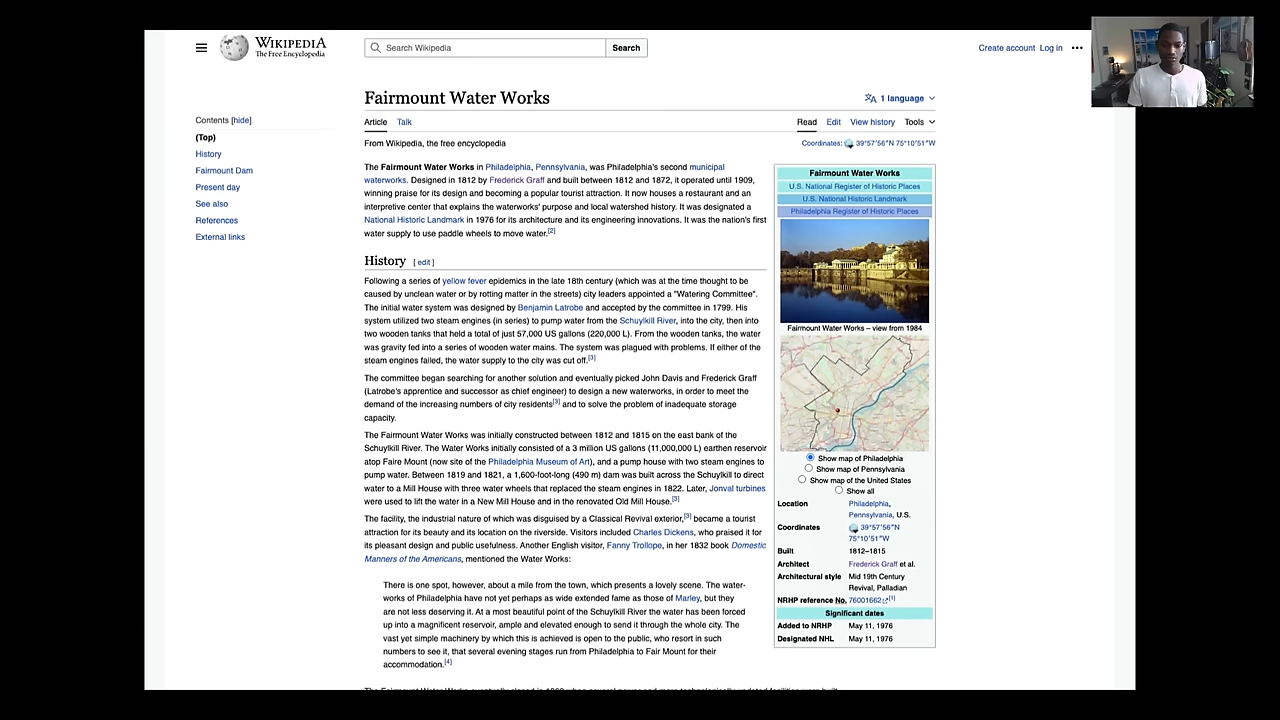 WIKIPEDIA
The Free Encyclopedia
Search Wikipedia
Search
Create account Log in
Fairmount Water Works
1 language
Contents [hide]
(Top)
History
Fairmount Dam
Present day
See also
References
External links
Article Talk
Read Edit View history Tools
From Wikipedia, the free encyclopedia
Coordinates: 39°57′56″N 75°10′51″W
The Fairmount Water Works in Philadelphia, Pennsylvania, was Philadelphia's second municipal
waterworks. Designed in 1812 by Frederick Graff and built between 1812 and 1872, it operated until 1909,
winning praise for its design and becoming a popular tourist attraction. It now houses a restaurant and an
interpretive center that explains the waterworks' purpose and local watershed history. It was designated a
National Historic Landmark in 1976 for its architecture and its engineering innovations. It was the nation's first
water supply to use paddle wheels to move water.[2]
History [ edit ]
Following a series of yellow fever epidemics in the late 18th century (which was at the time thought to be
caused by unclean water or by rotting matter in the streets) city leaders appointed a "Watering Committee".
The initial water system was designed by Benjamin Latrobe and accepted by the committee in 1799. His
system utilized two steam engines (in series) to pump water from the Schuylkill River, into the city, then into
two wooden tanks that held a total of just 57,000 US gallons (220,000 L). From the wooden tanks, the water
was gravity fed into a series of wooden water mains. The system was plagued with problems. If either of the
steam engines failed, the water supply to the city was cut off.[3]
The committee began searching for another solution and eventually picked John Davis and Frederick Graff
(Latrobe's apprentice and successor as chief engineer) to design a new waterworks, in order to meet the
demand of the increasing numbers of city residents[3] and to solve the problem of inadequate storage
capacity.
The Fairmount Water Works was initially constructed between 1812 and 1815 on the east bank of the
Schuylkill River. The Water Works initially consisted of a 3 million US gallons (11,000,000 L) earthen reservoir
atop Faire Mount (now site of the Philadelphia Museum of Art), and a pump house with two steam engines to
pump water. Between 1819 and 1821, a 1,600-foot-long (490 m) dam was built across the Schuylkill to direct
water to a Mill House with three water wheels that replaced the steam engines in 1822. Later, Jonval turbines
were used to lift the water in a New Mill House and in the renovated Old Mill House.[3]
The facility, the industrial nature of which was disguised by a Classical Revival exterior,[3] became a tourist
attraction for its beauty and its location on the riverside. Visitors included Charles Dickens, who praised it for
its pleasant design and public usefulness. Another English visitor, Fanny Trollope, in her 1832 book Domestic
Manners of the Americans, mentioned the Water Works:
There is one spot, however, about a mile from the town, which presents a lovely scene. The water-
works of Philadelphia have not yet perhaps as wide extended fame as those of Marley, but they
are not less deserving it. At a most beautiful point of the Schuylkill River the water has been forced
up into a magnificent reservoir, ample and elevated enough to send it through the whole city. The
vast yet simple machinery by which this is achieved is open to the public, who resort in such
numbers to see it, that several evening stages run from Philadelphia to Fair Mount for their
accommodation.[4]
Fairmount Water Works
U.S. National Register of Historic Places
U.S. National Historic Landmark
Philadelphia Register of Historic Places
Fairmount Water Works – view from 1984
Show map of Philadelphia
Show map of Pennsylvania
Show map of the United States
Show all
Location Philadelphia,
Pennsylvania, U.S.
Coordinates 39°57′56″N
75°10′51″W
Built 1812–1815
Architect Frederick Graff et al.
Architectural style Mid 19th Century
Revival, Palladian
NRHP reference No. 76001662[1]
Significant dates
Added to NRHP May 11, 1976
Designated NHL May 11, 1976